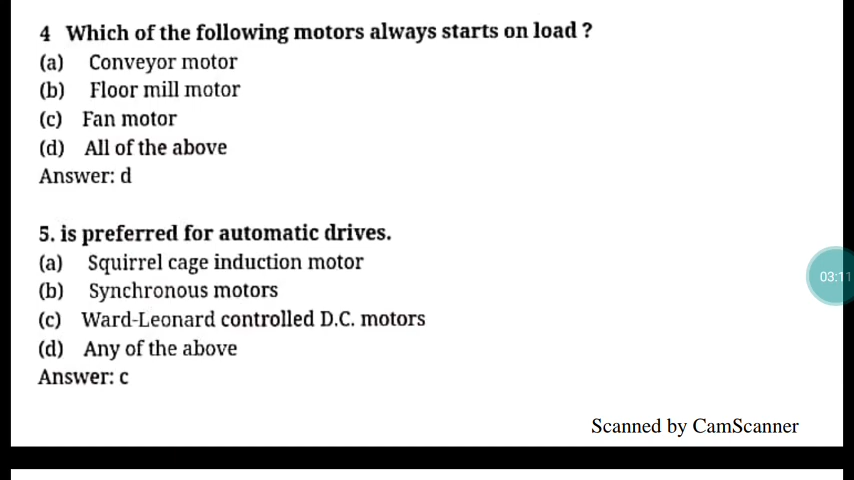 4 Which of the following motors always starts on load ?
(a) Conveyor motor
(b) Floor mill motor
(c) Fan motor
(d) All of the above
Answer: d
5. is preferred for automatic drives.
(a) Squirrel cage induction motor
(b) Synchronous motors
(c) Ward-Leonard controlled D.C. motors
(d) Any of the above
Answer: c
03:11
Scanned by CamScanner